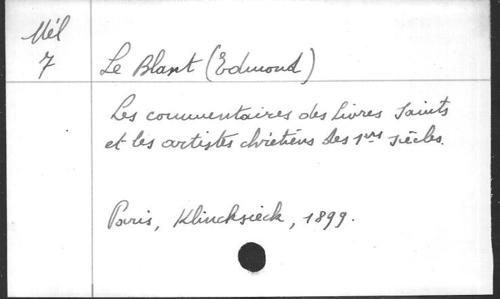 Mél
7
Le Blant (Edmond)
Les commentaires des Livres Saints
et les artistes chrétiens des 1ers siècles.
Paris, Klincksieck, 1899.